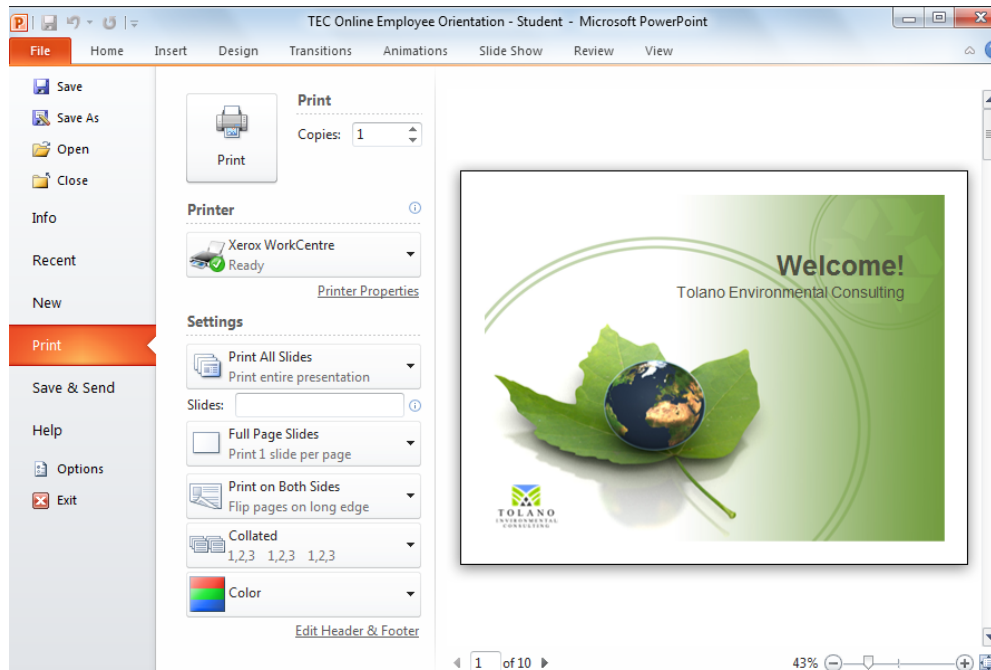 TEC Online Employee Orientation - Student - Microsoft PowerPoint
File Home Insert Design Transitions Animations Slide Show Review View
Save
Save As
Open
Close
Info
Recent
New
Print
Save & Send
Help
Options
Exit
Print
Print
Copies: 1
Printer
Xerox WorkCentre
Ready
Printer Properties
Settings
Print All Slides
Print entire presentation
Slides:
Full Page Slides
Print 1 slide per page
Print on Both Sides
Flip pages on long edge
Collated
1,2,3 1,2,3 1,2,3
Color
Edit Header & Footer
Welcome!
Tolano Environmental Consulting
TOLANO
ENVIRONMENTAL
CONSULTING
1 of 10
43%